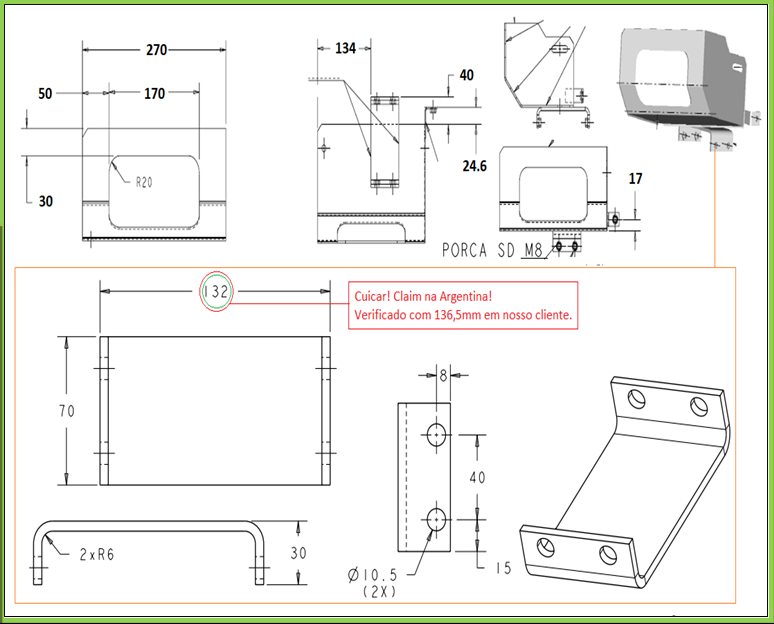 270
50
170
30
R20
134
40
24.6
17
PORCA SD M8
132
Cuicar! Claim na Argentina!
Verificado com 136,5mm em nosso cliente.
70
8
40
15
2xR6
30
Ø10.5
(2X)